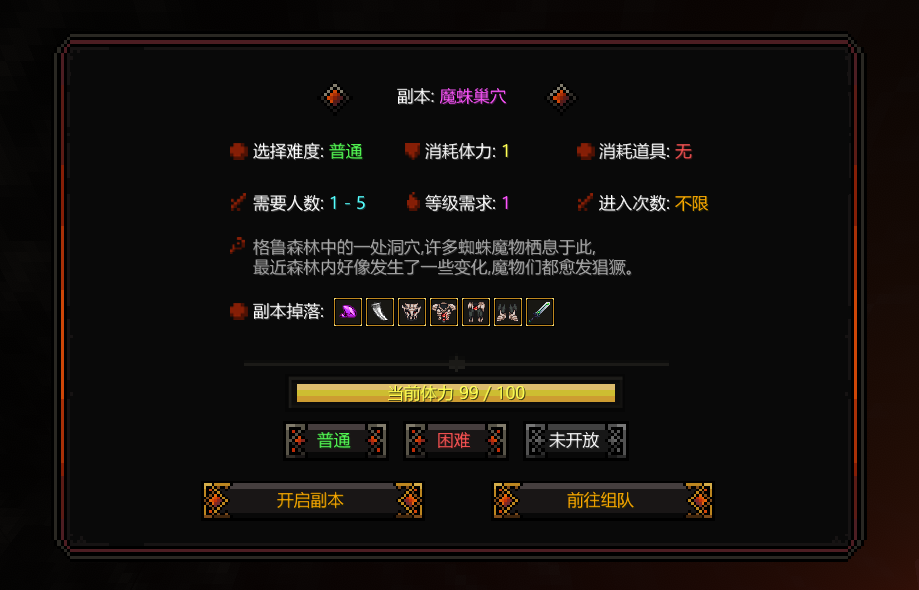 副本: 魔蛛巢穴
选择难度: 普通 消耗体力: 1 消耗道具: 无
需要人数: 1 - 5 等级需求: 1 进入次数: 不限
格鲁森林中的一处洞穴,许多蜘蛛魔物栖息于此,
最近森林内好像发生了一些变化,魔物们都愈发猖獗。
副本掉落:
当前体力 99 / 100
普通 困难 未开放
开启副本 前往组队